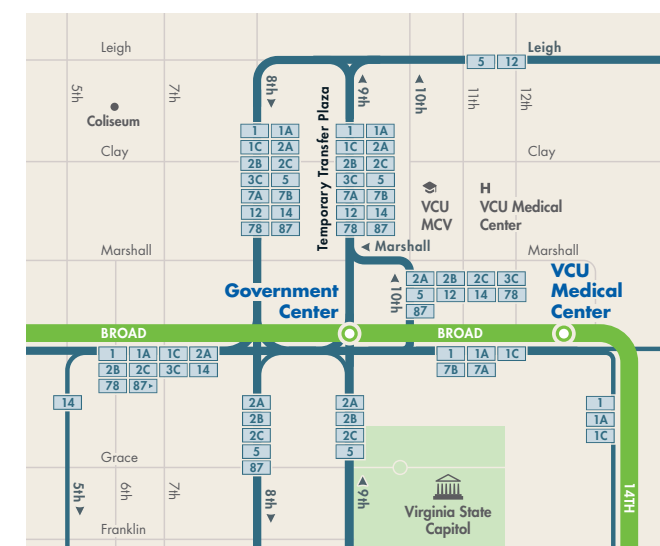 Leigh
Leigh
5 12
5th
7th
8th
9th
10th
11th
12th
Coliseum
Temporary Transfer Plaza
1 1A
1C 2A
2B 2C
3C 5
7A 7B
12 14
78 87
1 1A
1C 2A
2B 2C
3C 5
7A 7B
12 14
78 87
Clay
Clay
VCU
MCV
H
VCU Medical
Center
Marshall
Marshall
Marshall
10th
2A 2B 2C 3C
5 12 14 78
87
Government
Center
VCU
Medical
Center
BROAD
BROAD
1 1A 1C 2A
2B 2C 3C 14
78 87
1 1A 1C
7B 7A
14
2A
2B
2C
5
87
2A
2B
2C
5
1
1A
1C
Grace
5th
6th
7th
8th
9th
14TH
Virginia State
Capitol
Franklin